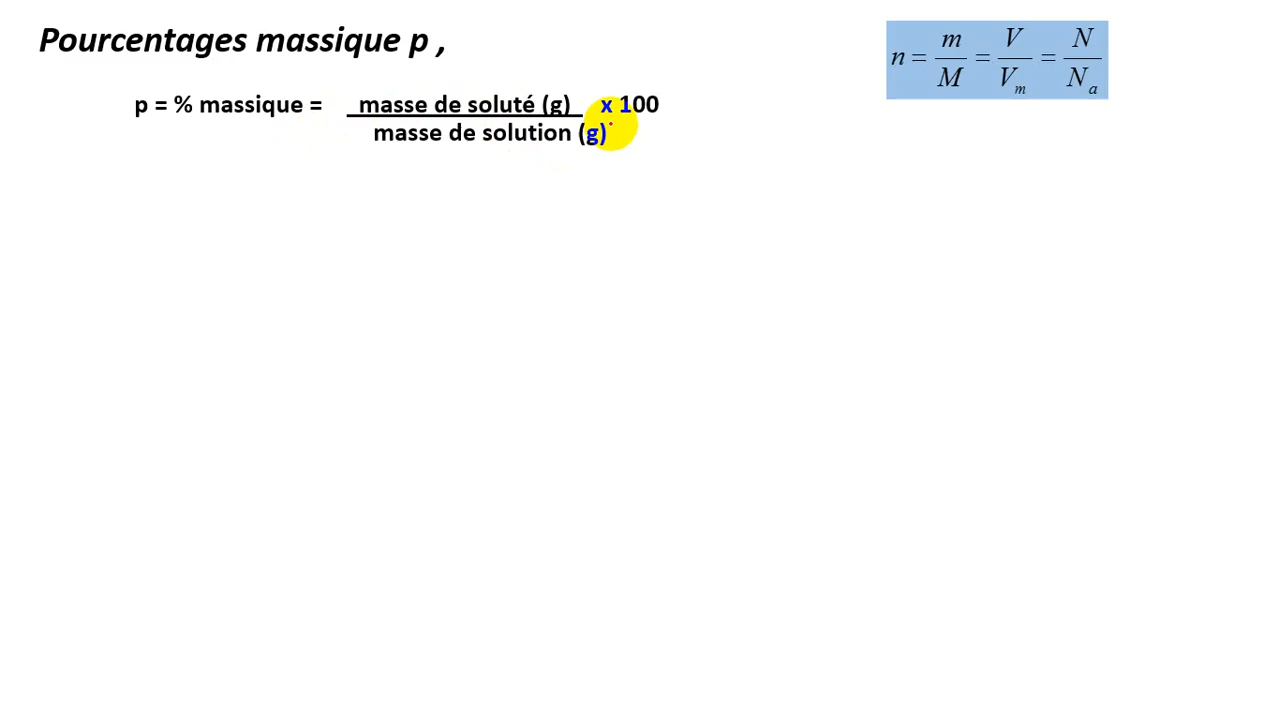 Pourcentages massique p ,
n = m/M = V/Vm = N/Na
p = % massique = masse de soluté (g) x 100
masse de solution (g)